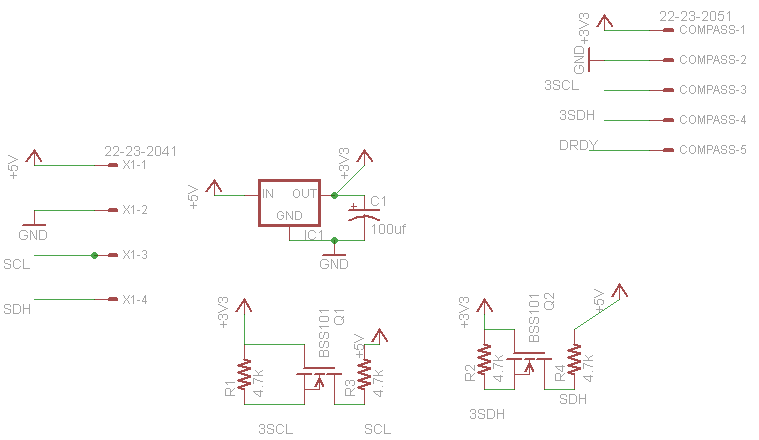 22-23-2051
+3V3
COMPASS-1
GND
COMPASS-2
3SCL
COMPASS-3
3SDH
COMPASS-4
DRDY
COMPASS-5
22-23-2041
+5V
X1-1
X1-2
GND
SCL
X1-3
SDH
X1-4
+5V
IN
OUT
GND
IC1
+3V3
C1
+
100uf
GND
+3V3
R1
4.7k
BSS101
Q1
+5V
R3
4.7k
3SCL
SCL
+3V3
R2
4.7k
BSS101
Q2
+5V
R4
4.7k
3SDH
SDH